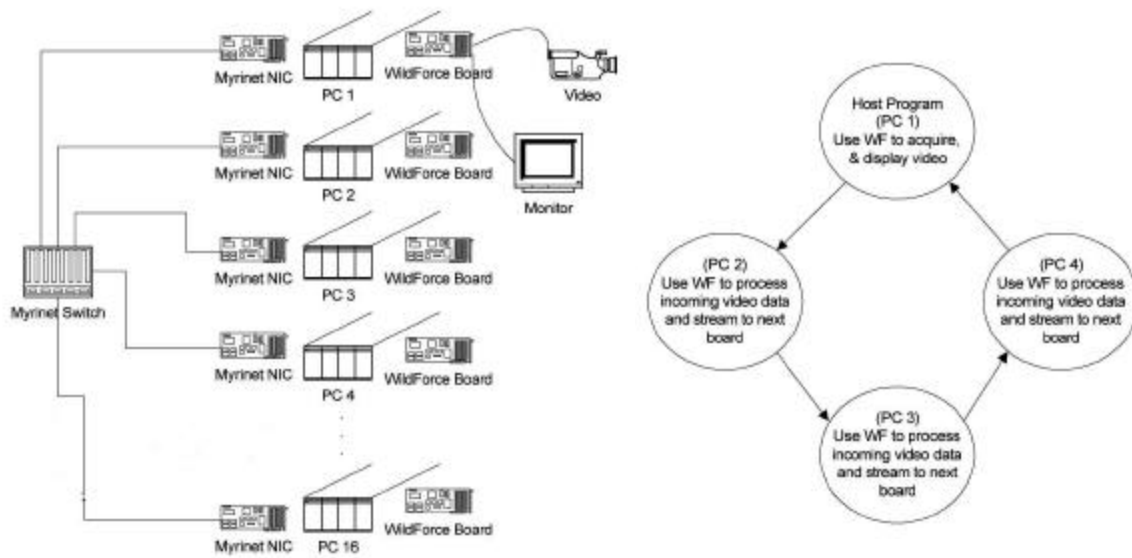 Myrinet NIC
PC 1
WildForce Board
Video
Myrinet NIC
PC 2
WildForce Board
Monitor
Myrinet NIC
PC 3
WildForce Board
Myrinet Switch
Myrinet NIC
PC 4
WildForce Board
Myrinet NIC
PC 16
WildForce Board
Host Program
(PC 1)
Use WF to acquire,
& display video
(PC 2)
Use WF to process
incoming video data
and stream to next
board
(PC 4)
Use WF to process
incoming video data
and stream to next
board
(PC 3)
Use WF to process
incoming video data
and stream to next
board